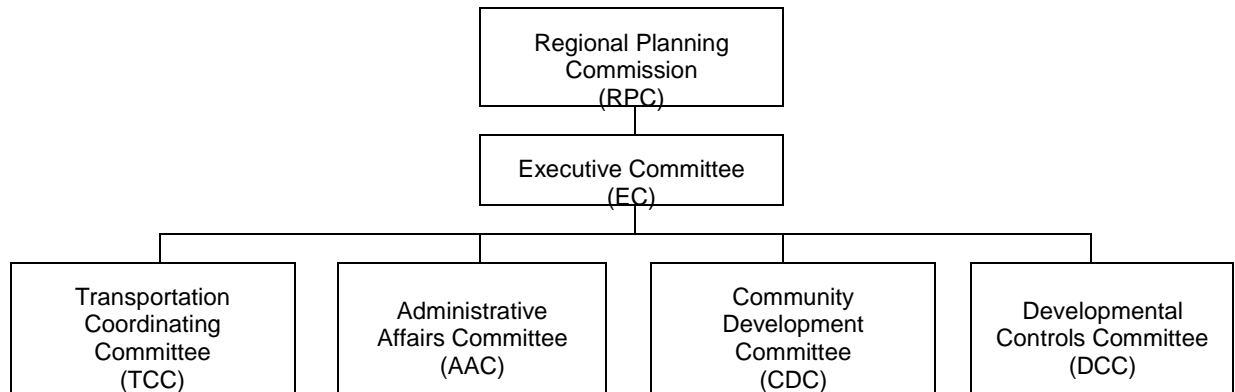 Regional Planning
Commission
(RPC)
Executive Committee
(EC)
Transportation
Coordinating
Committee
(TCC)
Administrative
Affairs Committee
(AAC)
Community
Development
Committee
(CDC)
Developmental
Controls Committee
(DCC)